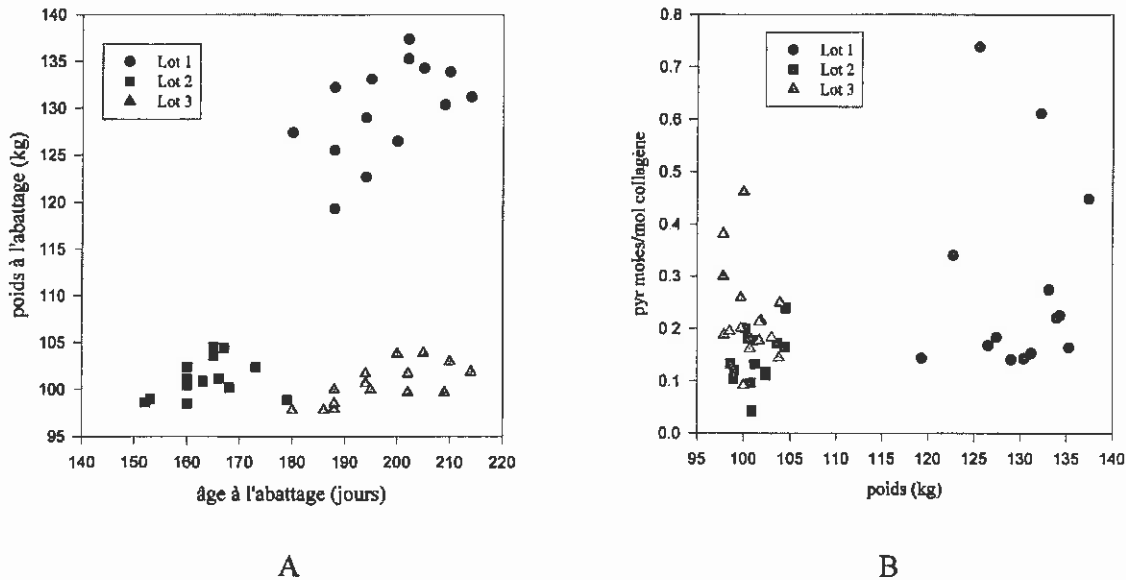 140
135
130
125
120
115
110
105
100
95
poids à l'abattage (kg)
Lot 1
Lot 2
Lot 3
140 150 160 170 180 190 200 210 220
âge à l'abattage (jours)
A
0.8
0.7
0.6
0.5
0.4
0.3
0.2
0.1
0.0
pyr moles/mol collagène
Lot 1
Lot 2
Lot 3
95 100 105 110 115 120 125 130 135 140
poids (kg)
B